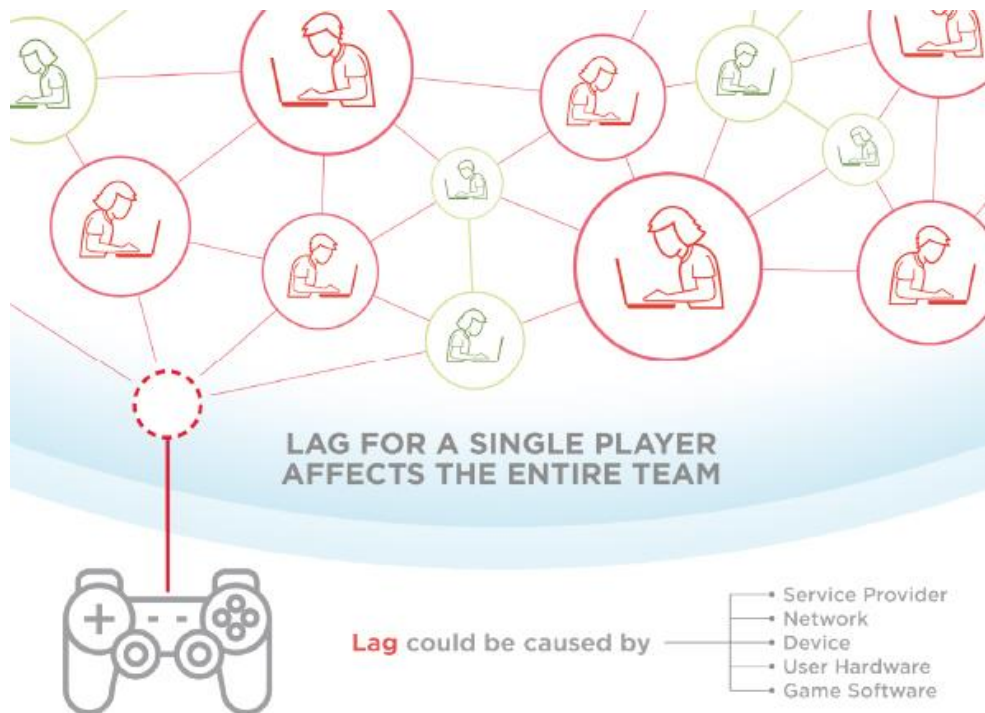 LAG FOR A SINGLE PLAYER
AFFECTS THE ENTIRE TEAM
Lag could be caused by
Service Provider
Network
Device
User Hardware
Game Software